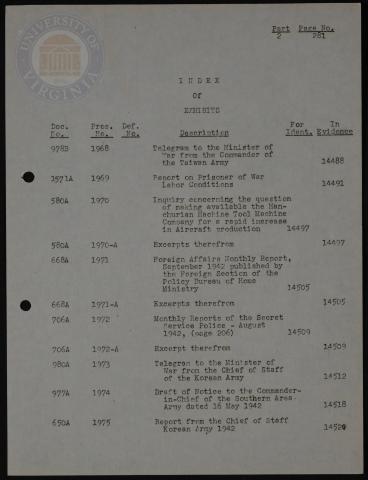 UNIVERSITY OF VIRGINIA
Part Page No.
2 281
INDEX
Of
EXHIBITS
Doc. Pros. Def. For In
No. No. No. Description Ident. Evidence
978B 1968 Telegram to the Minister of
War from the Commander of
the Taiwan Army 14488
1571A 1969 Report on Prisoner of War
Labor Conditions 14491
580A 1970 Inquiry concerning the question
of making available the Man-
churian Machine Tool Machine
Company for a rapid increase
in Aircraft production 14497
580A 1970-A Excerpts therefrom 14497
668A 1971 Foreign Affairs Monthly Report,
September 1942 published by
the Foreign Section of the
Policy Bureau of Home
Ministry 14505
668A 1971-A Excerpts therefrom 14505
706A 1972 Monthly Reports of the Secret
Service Police - August
1942, (page 206) 14509
706A 1972-A Excerpt therefrom 14509
980A 1973 Telegram to the Minister of
War from the Chief of Staff
of the Korean Army 14512
977A 1974 Draft of Notice to the Commander-
in-Chief of the Southern Area
Army dated 16 May 1942 14518
650A 1975 Report from the Chief of Staff
Korean Army 1942 14520